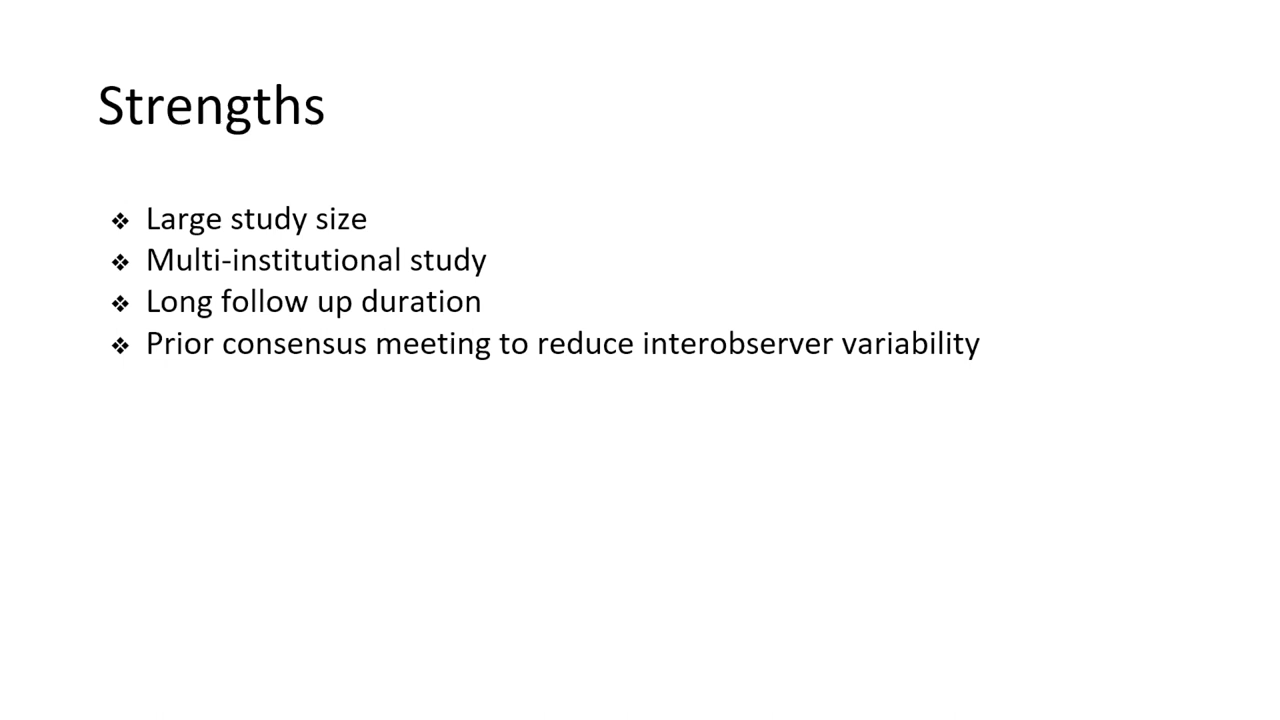 Strengths
❖ Large study size
❖ Multi-institutional study
❖ Long follow up duration
❖ Prior consensus meeting to reduce interobserver variability